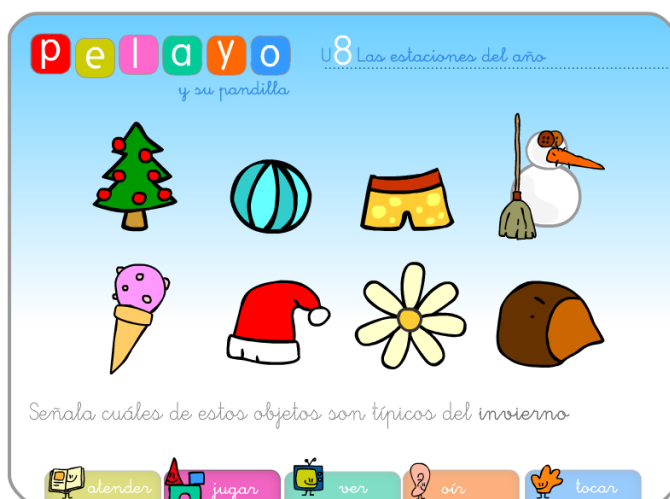 pelayo
y su pandilla
U8 Las estaciones del año
Señala cuáles de estos objetos son típicos del invierno
atender
jugar
ver
oír
tocar